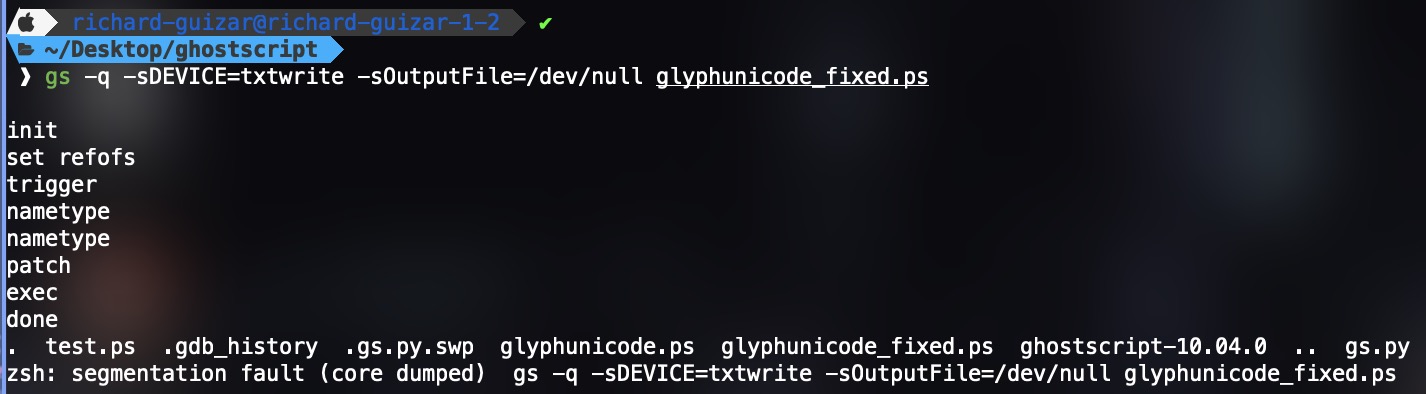 richard-guizar@richard-guizar-1-2 ✔
~/Desktop/ghostscript
❯ gs -q -sDEVICE=txtwrite -sOutputFile=/dev/null glyphunicode_fixed.ps
init
set refofs
trigger
nametype
nametype
patch
exec
done
. test.ps .gdb_history .gs.py.swp glyphunicode.ps glyphunicode_fixed.ps ghostscript-10.04.0 .. gs.py
zsh: segmentation fault (core dumped) gs -q -sDEVICE=txtwrite -sOutputFile=/dev/null glyphunicode_fixed.ps